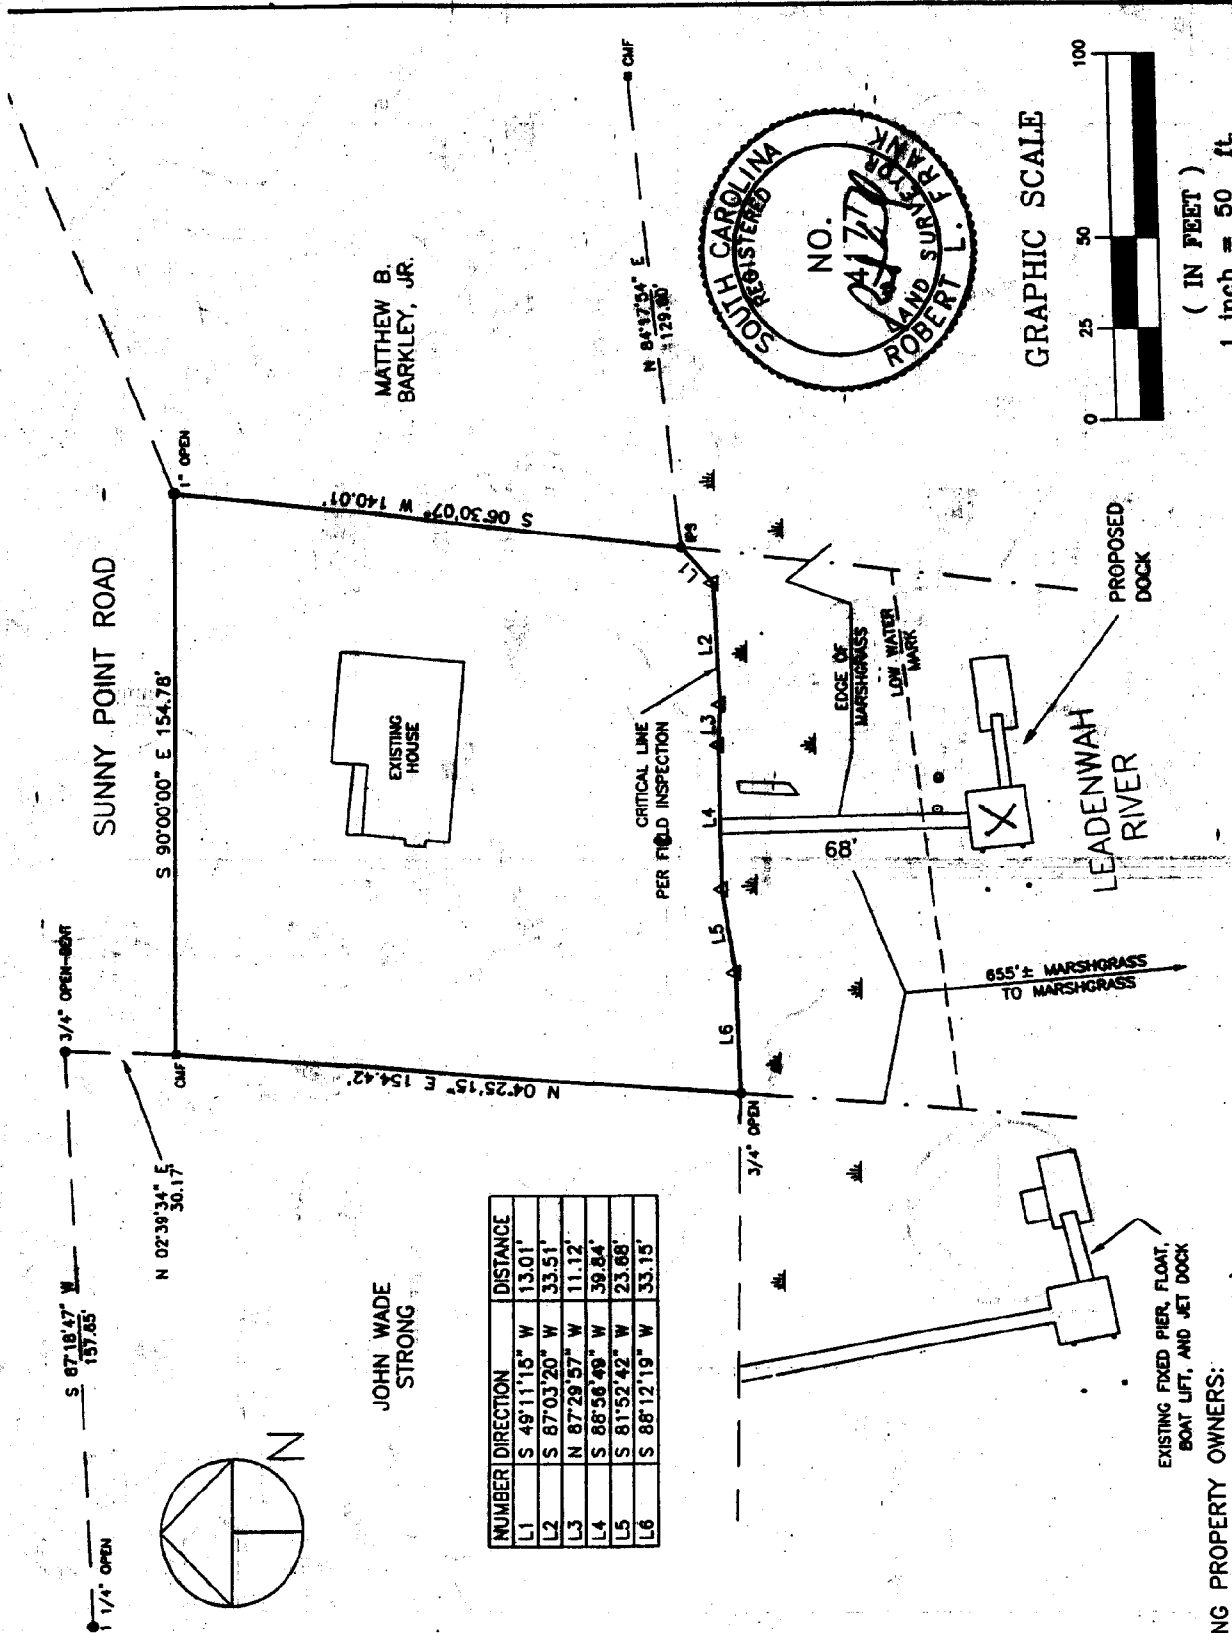 1 1/4" OPEN
S 87°18'47" W
157.85'
3/4" OPEN-BENT
N 02°39'34" E
30.17'
SUNNY POINT ROAD
CMF
S 90°00'00" E 154.78'
1" OPEN
N
JOHN WADE
STRONG
N 04°25'15" E 154.42'
EXISTING
HOUSE
S 06°30'07" W 140.01'
MATTHEW B.
BARKLEY, JR.
CMF
N 84°17'54" E
129.80'
NUMBER DIRECTION DISTANCE
L1 S 49°11'15" W 13.01'
L2 S 87°03'20" W 33.51'
L3 N 87°29'57" W 11.12'
L4 S 88°56'49" W 39.84'
L5 S 81°52'42" W 23.68'
L6 S 88°12'19" W 33.15'
CRITICAL LINE
PER FIELD INSPECTION
3/4" OPEN
L6
L5
L4
L3
L2
L1
IPS
89'
EDGE OF
MARSHGRASS
LOW WATER
MARK
655'± MARSHGRASS
TO MARSHGRASS
X
LEADENWAH
RIVER
PROPOSED
DOCK
EXISTING FIXED PIER, FLOAT,
BOAT LIFT, AND JET DOCK
SOUTH CAROLINA
REGISTERED
NO.
LAND SURVEYOR
ROBERT L. FRANK
GRAPHIC SCALE
0 25 50 100
( IN FEET )
1 inch = 50 ft.
NG PROPERTY OWNERS: